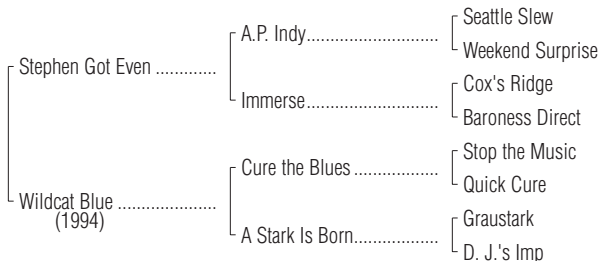 Seattle Slew
A.P. Indy..............................
Weekend Surprise
Stephen Got Even .............
Cox's Ridge
Immerse..............................
Baroness Direct
Stop the Music
Cure the Blues ...................
Quick Cure
Wildcat Blue .....................
(1994)
Graustark
A Stark Is Born...................
D. J.'s Imp